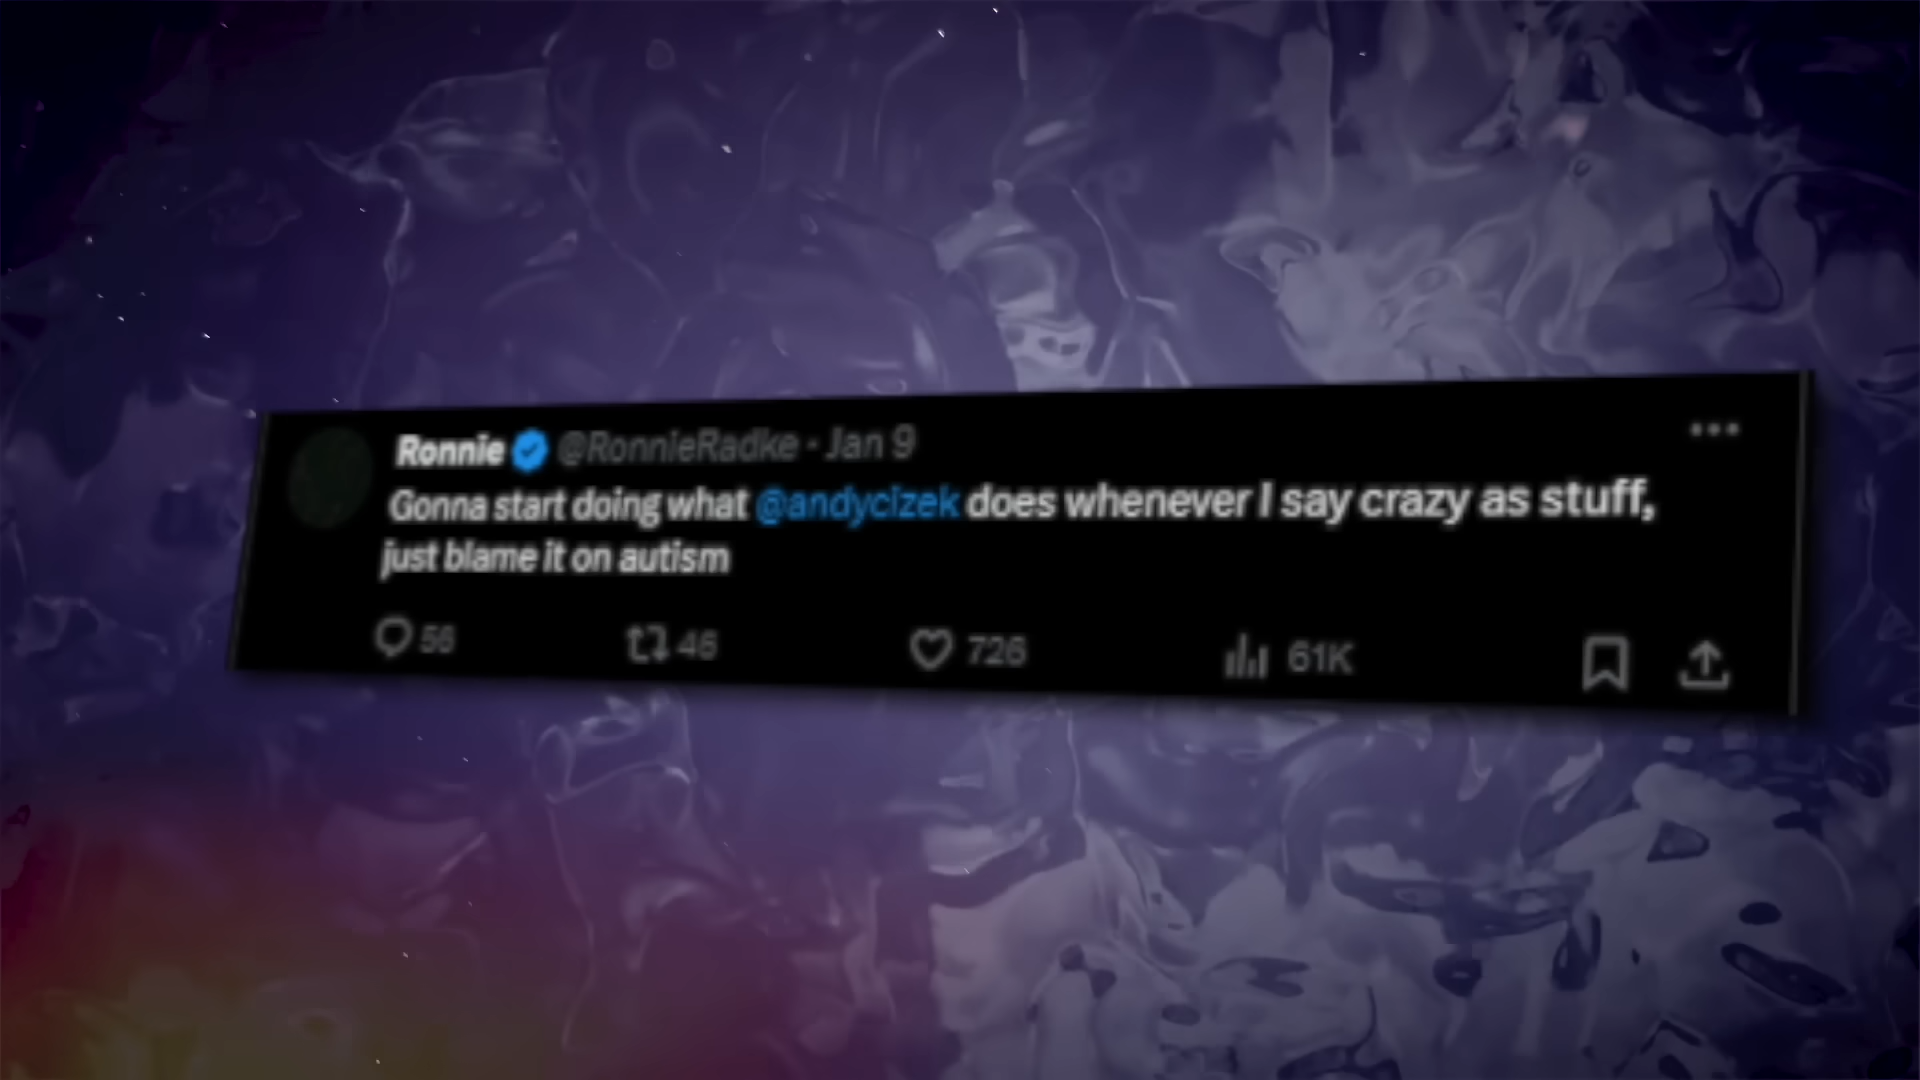 Ronnie @RonnieRadke · Jan 9
Gonna start doing what @andycizek does whenever I say crazy as stuff,
just blame it on autism
56 46 726 61K